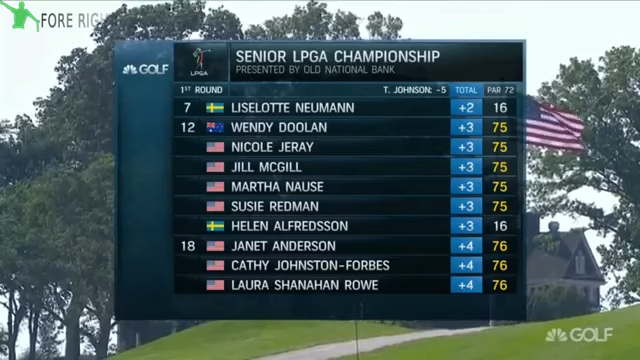 FORE RIGH
GOLF
LPGA
SENIOR LPGA CHAMPIONSHIP
PRESENTED BY OLD NATIONAL BANK
1ST ROUND T. JOHNSON: -5 TOTAL PAR 72
7 LISELOTTE NEUMANN +2 16
12 WENDY DOOLAN +3 75
NICOLE JERAY +3 75
JILL MCGILL +3 75
MARTHA NAUSE +3 75
SUSIE REDMAN +3 75
HELEN ALFREDSSON +3 16
18 JANET ANDERSON +4 76
CATHY JOHNSTON-FORBES +4 76
LAURA SHANAHAN ROWE +4 76
GOLF